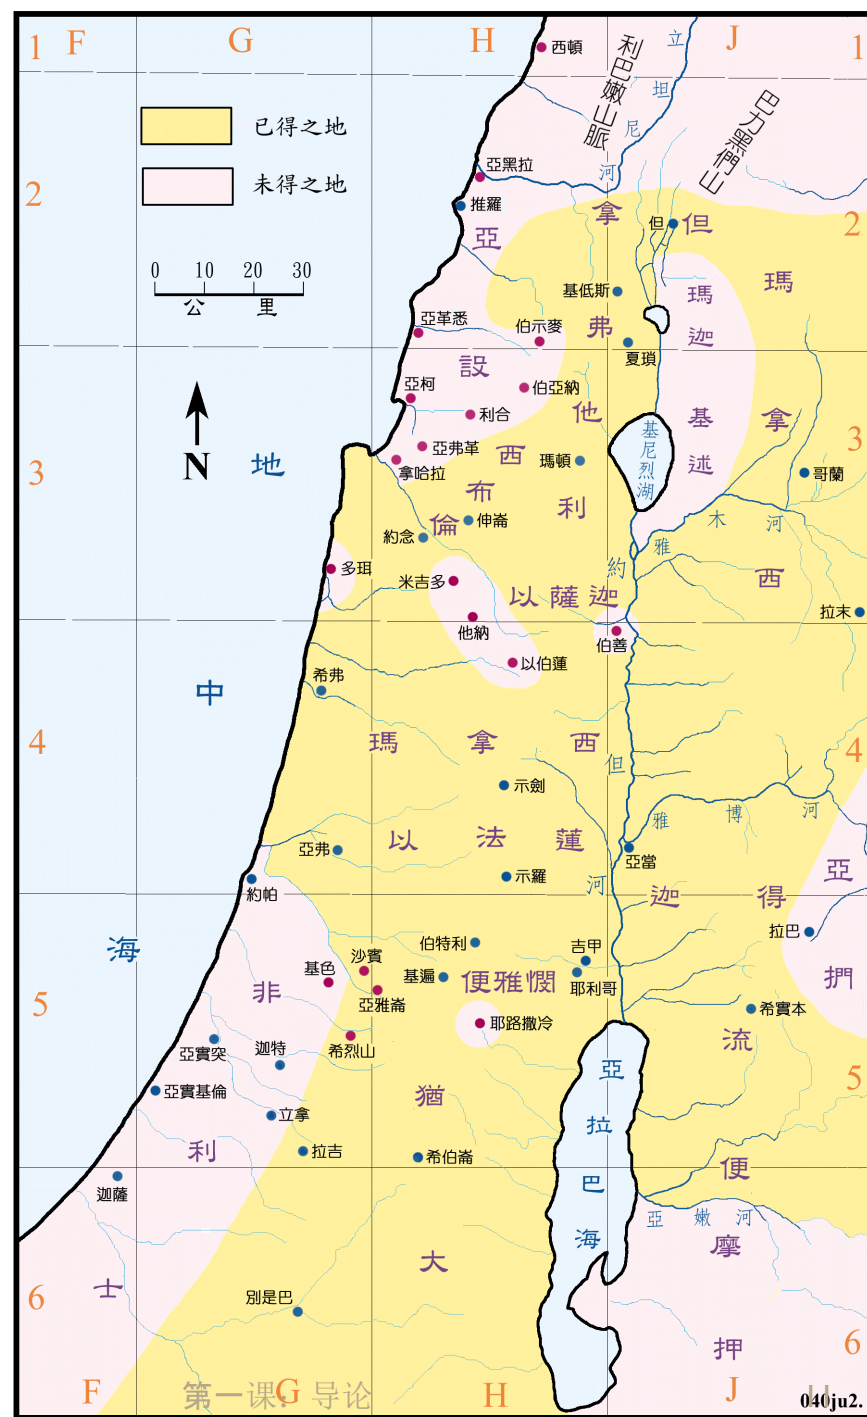 F G H J
1 1
西頓
利巴嫩山脈
立坦尼河
巴力黑們山
已得之地
未得之地
2 2
亞黑拉
推羅
亞設
拿弗他利
但
但
0 10 20 30
公里
基低斯
瑪迦
瑪拿西
亞革悉
伯示麥
夏瑣
亞柯
伯亞納
利合
基述
基尼烈湖
N
3 3
亞弗革
拿哈拉
西布倫
瑪頓
哥蘭
伸崙
約念
雅木河
地中海
約但河
多珥
米吉多
以薩迦
他納
伯善
拉末
以伯蓮
希弗
4 4
瑪拿西
示劍
雅博河
以法蓮
亞弗
亞當
示羅
約帕
迦得
亞捫
拉巴
伯特利
吉甲
沙賓
基色
基遍
便雅憫
耶利哥
亞雅崙
5 5
非利士
希實本
耶路撒冷
希烈山
亞實突
迦特
流便
亞實基倫
亞拉巴海
猶大
立拿
拉吉
希伯崙
迦薩
亞嫩河
摩押
別是巴
6 6
F G H J
第一课：导论
11
040ju2.